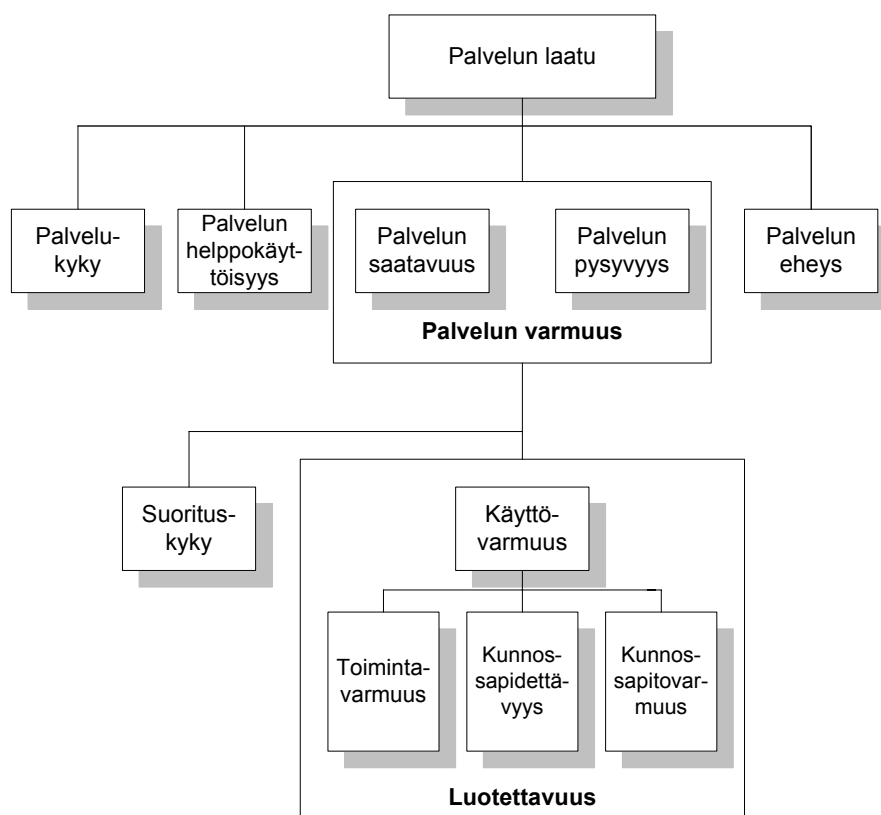 Palvelun laatu
Palvelu-
kyky
Palvelun
helppokäyt-
töisyys
Palvelun
saatavuus
Palvelun
pysyvyys
Palvelun
eheys
Palvelun varmuus
Suoritus-
kyky
Käyttö-
varmuus
Toiminta-
varmuus
Kunnos-
sapidettä-
vyys
Kunnos-
sapitovar-
muus
Luotettavuus